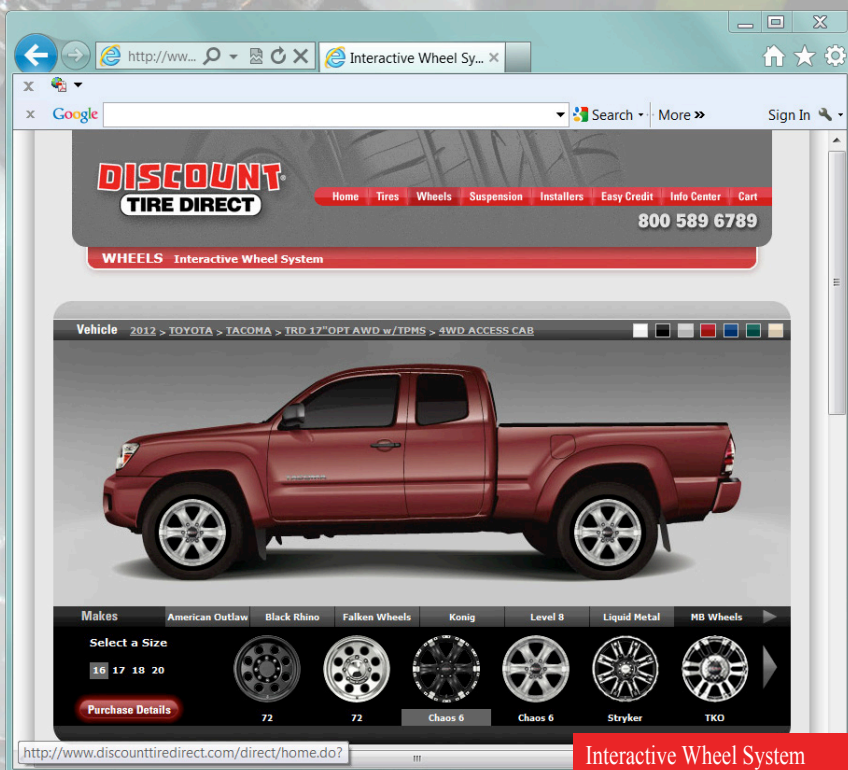 http://ww...
Interactive Wheel Sy...
Google
Search
More »
Sign In
DISCOUNT
TIRE DIRECT
Home Tires Wheels Suspension Installers Easy Credit Info Center Cart
800 589 6789
WHEELS Interactive Wheel System
Vehicle 2012 > TOYOTA > TACOMA > TRD 17"OPT AWD w/TPMS > 4WD ACCESS CAB
Makes American Outlaw Black Rhino Falken Wheels Konig Level 8 Liquid Metal MB Wheels
Select a Size
16 17 18 20
Purchase Details
72 72 Chaos 6 Chaos 6 Stryker TKO
http://www.discounttiredirect.com/direct/home.do?
Interactive Wheel System